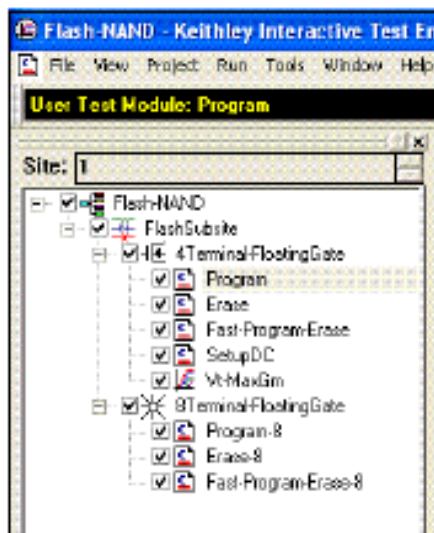 Flash-NAND - Keithley Interactive Test En
File View Project Run Tools Window Help
User Test Module: Program
Site: 1
Flash-NAND
FlashSubsite
4Terminal-FloatingGate
Program
Erase
Fast-Program-Erase
SetupDC
Vt-MaxGm
8Terminal-FloatingGate
Program-8
Erase-8
Fast-Program-Erase-8